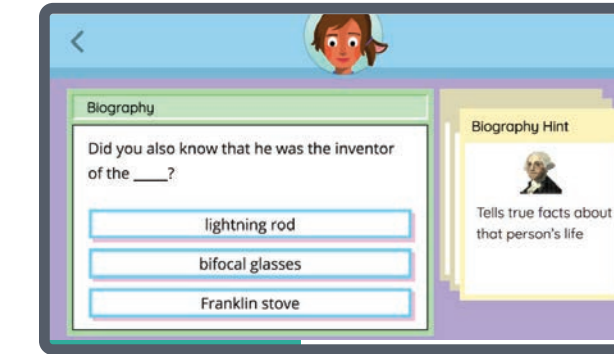 Biography
Did you also know that he was the inventor
of the ____?
lightning rod
bifocal glasses
Franklin stove
Biography Hint
Tells true facts about
that person's life